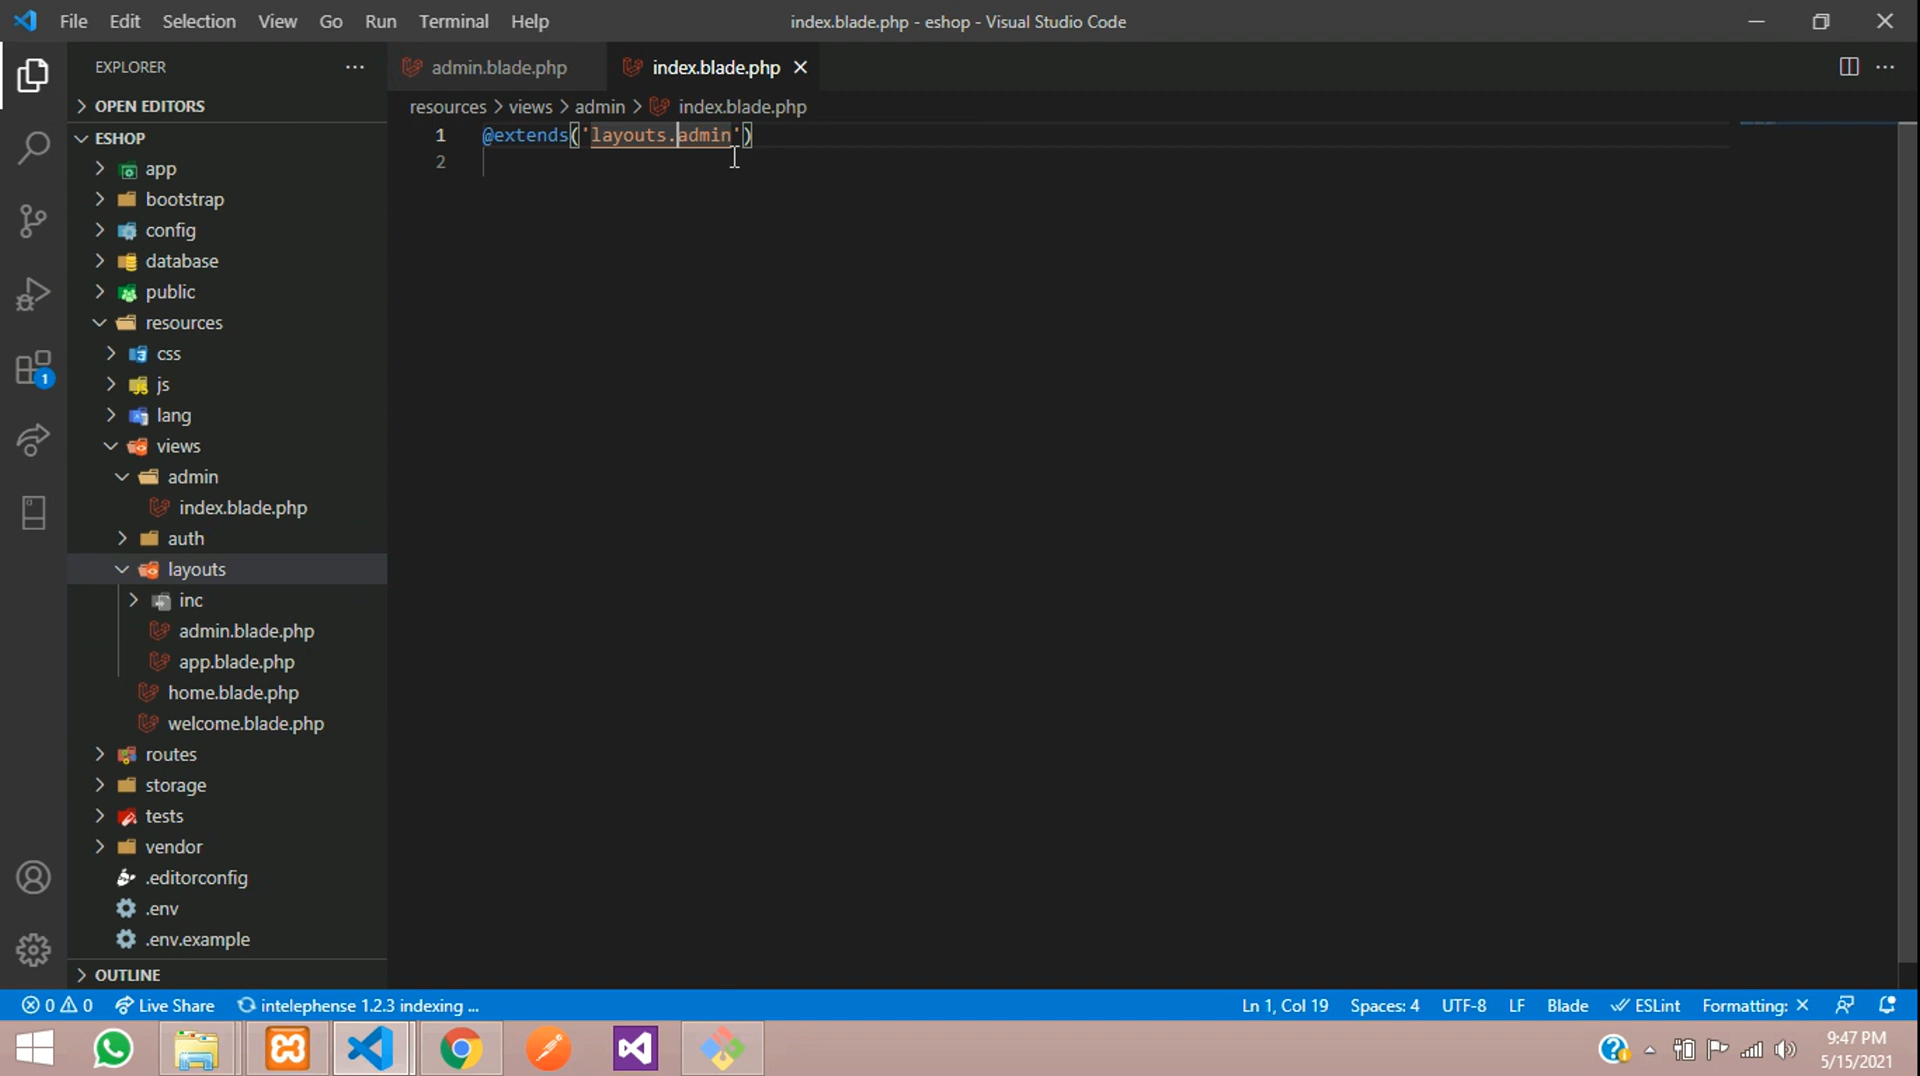 File Edit Selection View Go Run Terminal Help
index.blade.php - eshop - Visual Studio Code
EXPLORER
admin.blade.php
index.blade.php
OPEN EDITORS
resources > views > admin > index.blade.php
ESHOP
1 @extends('layouts.admin')
2
app
bootstrap
config
database
public
resources
css
js
lang
views
admin
index.blade.php
auth
layouts
inc
admin.blade.php
app.blade.php
home.blade.php
welcome.blade.php
routes
storage
tests
vendor
.editorconfig
.env
.env.example
OUTLINE
1
0 0 Live Share intelephense 1.2.3 indexing ...
Ln 1, Col 19 Spaces: 4 UTF-8 LF Blade ESLint Formatting: ×
9:47 PM
5/15/2021